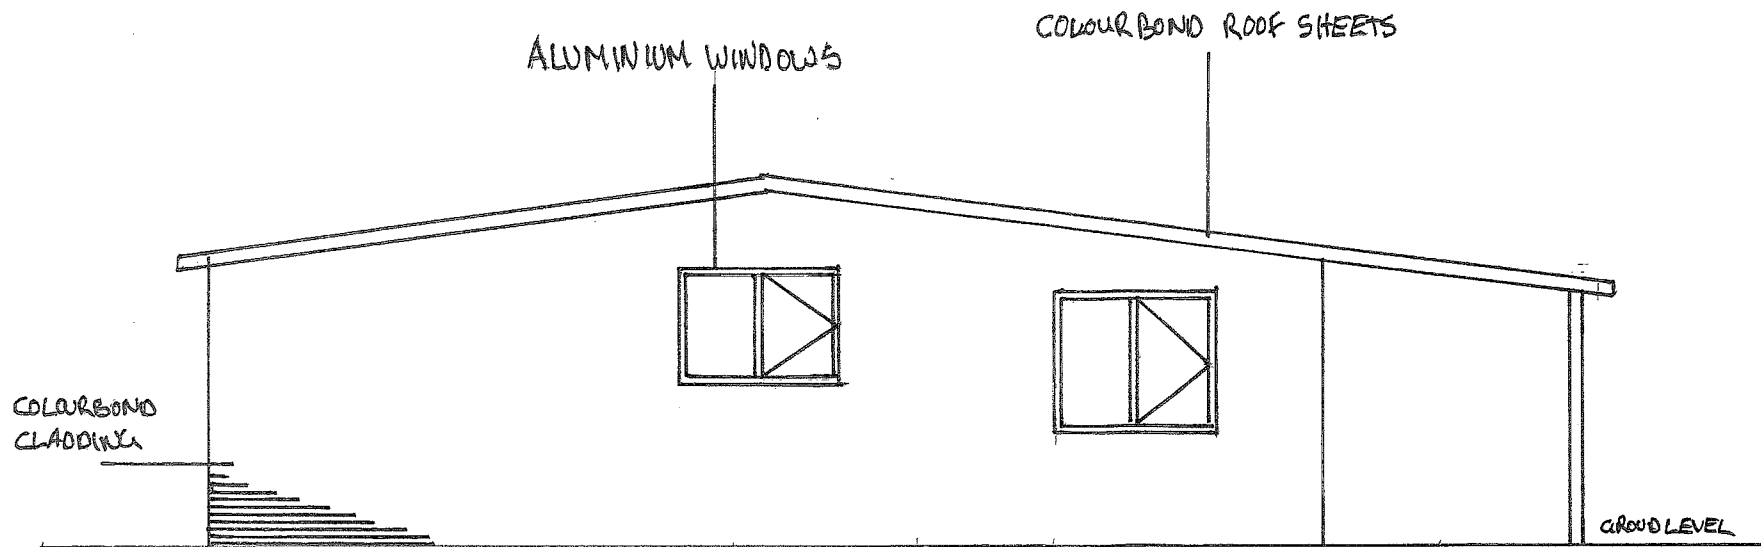 COLOURBOND ROOF SHEETS
ALUMINIUM WINDOWS
COLOURBOND
CLADDING
GROUD LEVEL